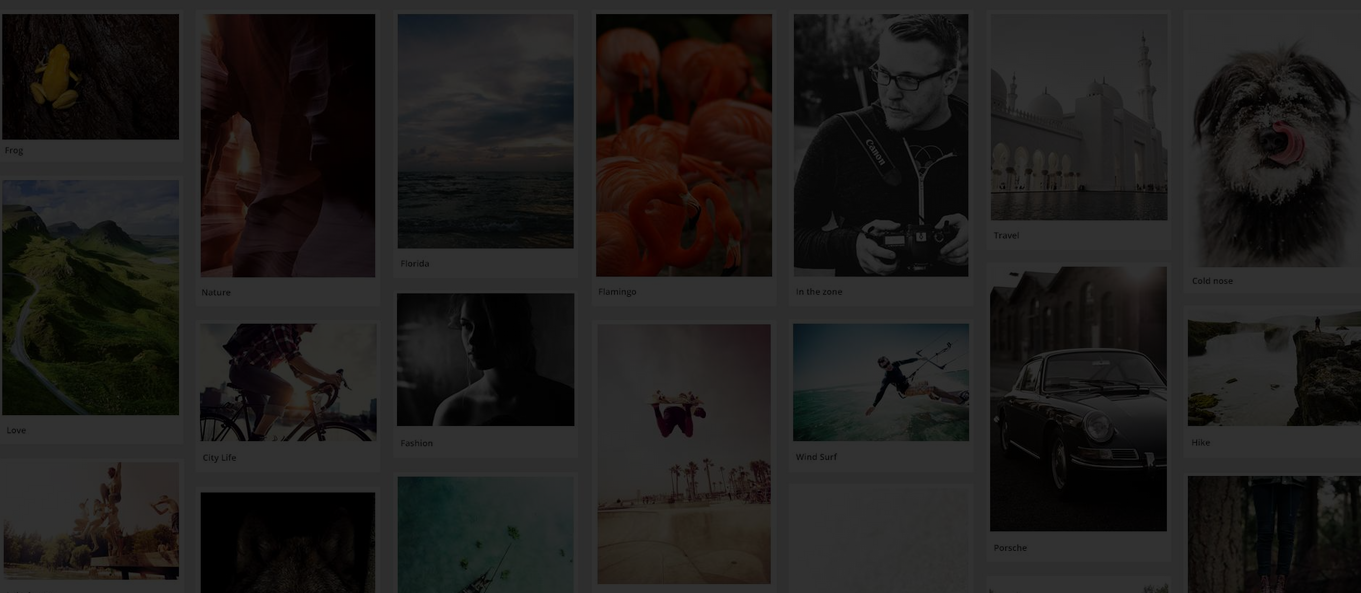 Frog
Nature
Florida
Flamingo
Canon
In the zone
Travel
Cold nose
Love
City Life
Fashion
Wind Surf
Porsche
Hike